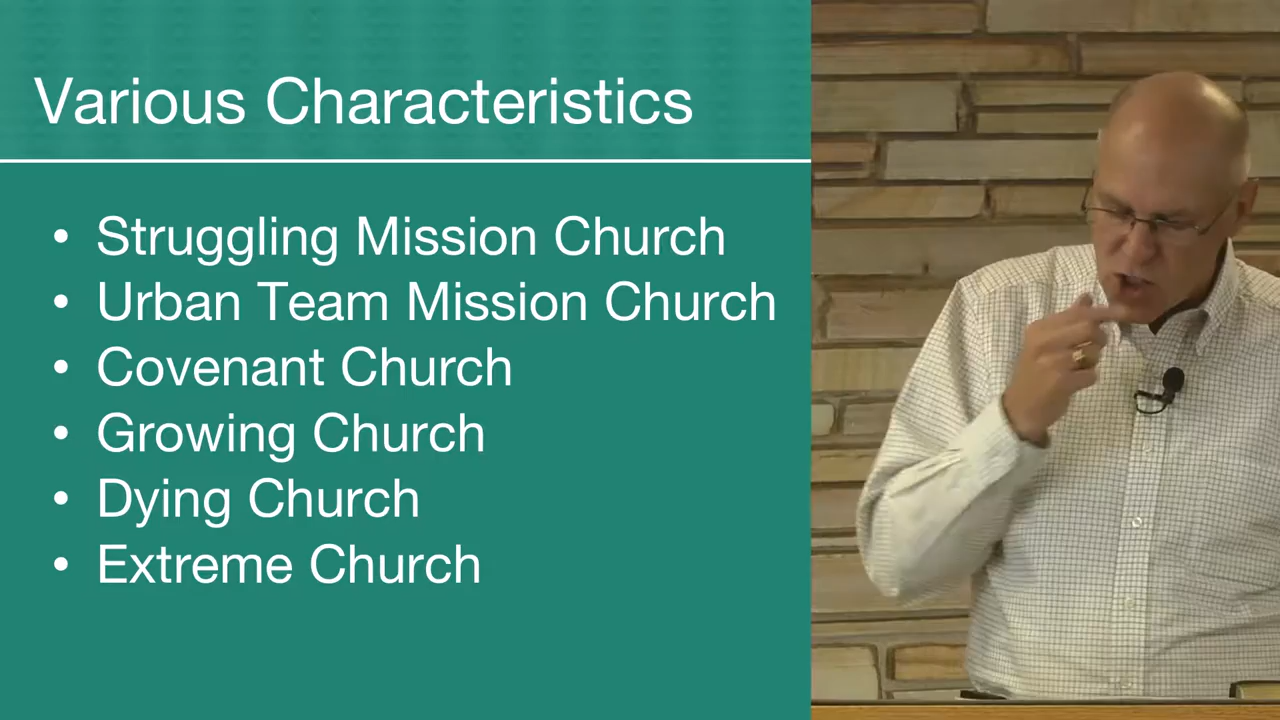 Various Characteristics
• Struggling Mission Church
• Urban Team Mission Church
• Covenant Church
• Growing Church
• Dying Church
• Extreme Church